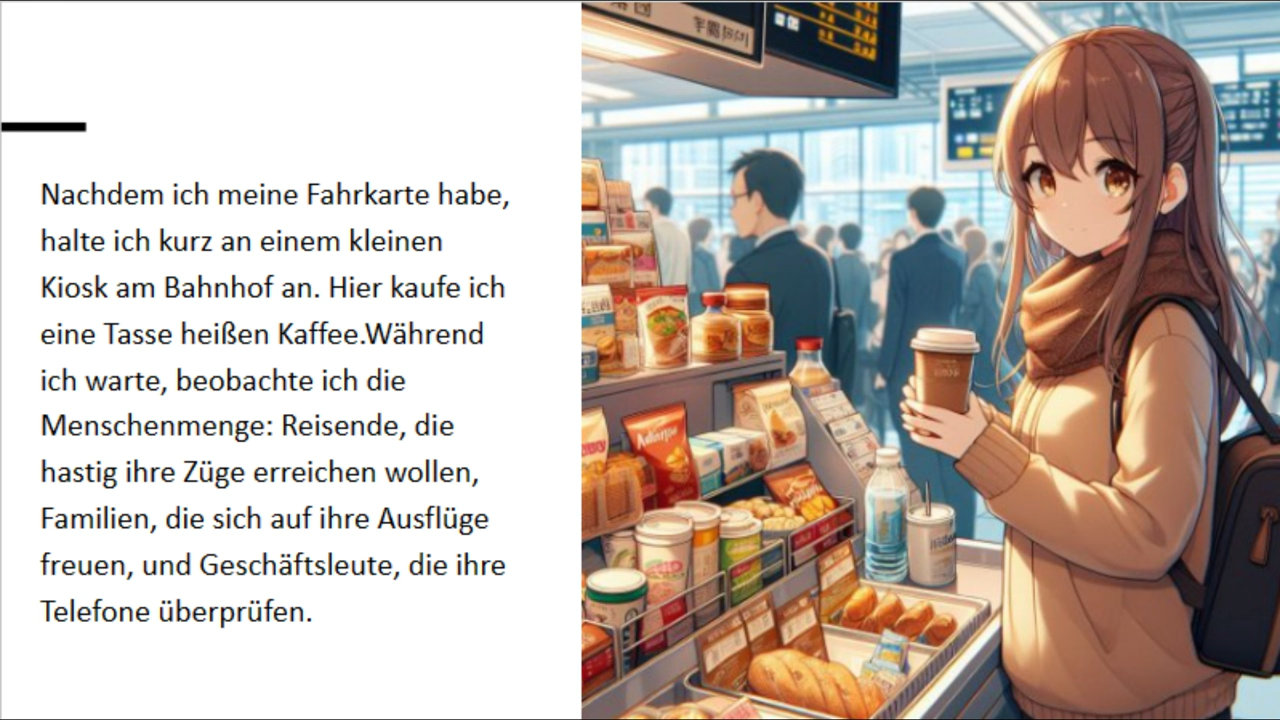 Nachdem ich meine Fahrkarte habe,
halte ich kurz an einem kleinen
Kiosk am Bahnhof an. Hier kaufe ich
eine Tasse heißen Kaffee.Während
ich warte, beobachte ich die
Menschenmenge: Reisende, die
hastig ihre Züge erreichen wollen,
Familien, die sich auf ihre Ausflüge
freuen, und Geschäftsleute, die ihre
Telefone überprüfen.